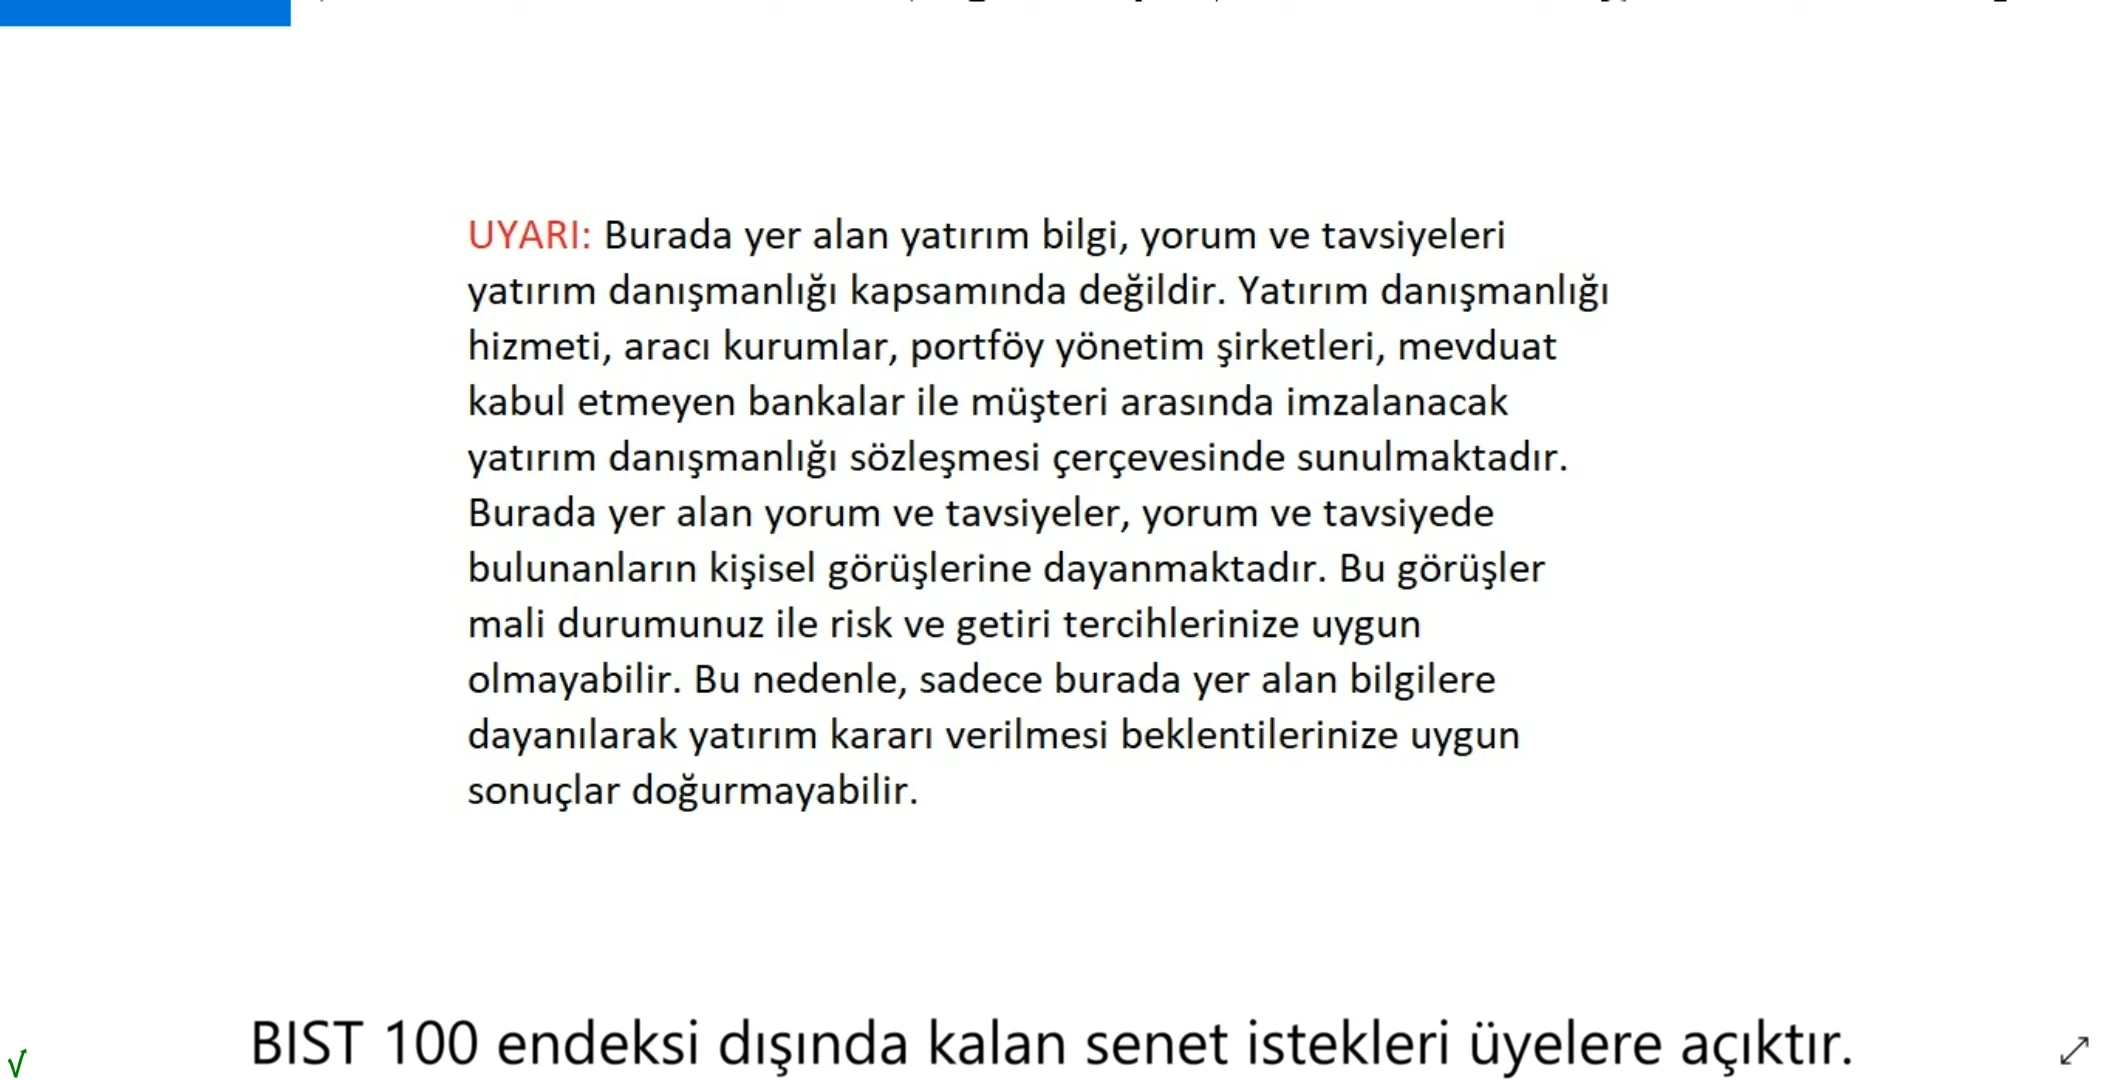 UYARI: Burada yer alan yatırım bilgi, yorum ve tavsiyeleri
yatırım danışmanlığı kapsamında değildir. Yatırım danışmanlığı
hizmeti, aracı kurumlar, portföy yönetim şirketleri, mevduat
kabul etmeyen bankalar ile müşteri arasında imzalanacak
yatırım danışmanlığı sözleşmesi çerçevesinde sunulmaktadır.
Burada yer alan yorum ve tavsiyeler, yorum ve tavsiyede
bulunanların kişisel görüşlerine dayanmaktadır. Bu görüşler
mali durumunuz ile risk ve getiri tercihlerinize uygun
olmayabilir. Bu nedenle, sadece burada yer alan bilgilere
dayanılarak yatırım kararı verilmesi beklentilerinize uygun
sonuçlar doğurmayabilir.
BIST 100 endeksi dışında kalan senet istekleri üyelere açıktır.